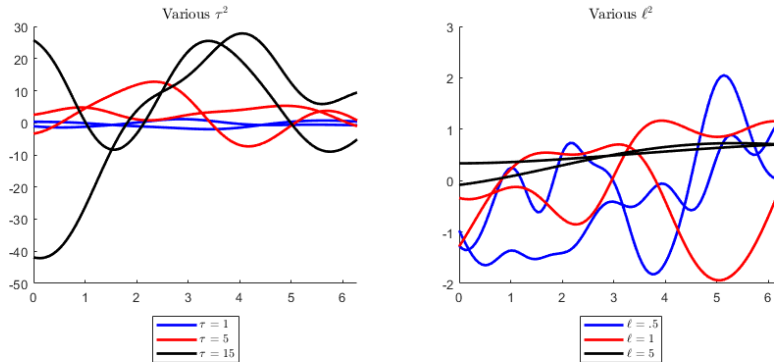 Various τ²
30
20
10
0
-10
-20
-30
-40
-50
0 1 2 3 4 5 6
τ = 1
τ = 5
τ = 15
Various ℓ²
3
2
1
0
-1
-2
0 1 2 3 4 5 6
ℓ = .5
ℓ = 1
ℓ = 5